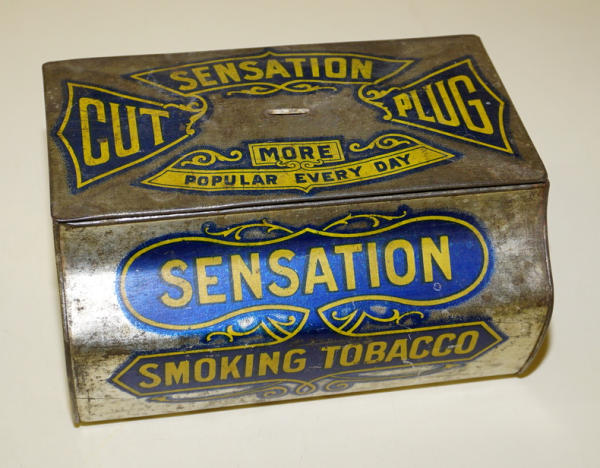 SENSATION
CUT PLUG
MORE
POPULAR EVERY DAY
SENSATION
SMOKING TOBACCO